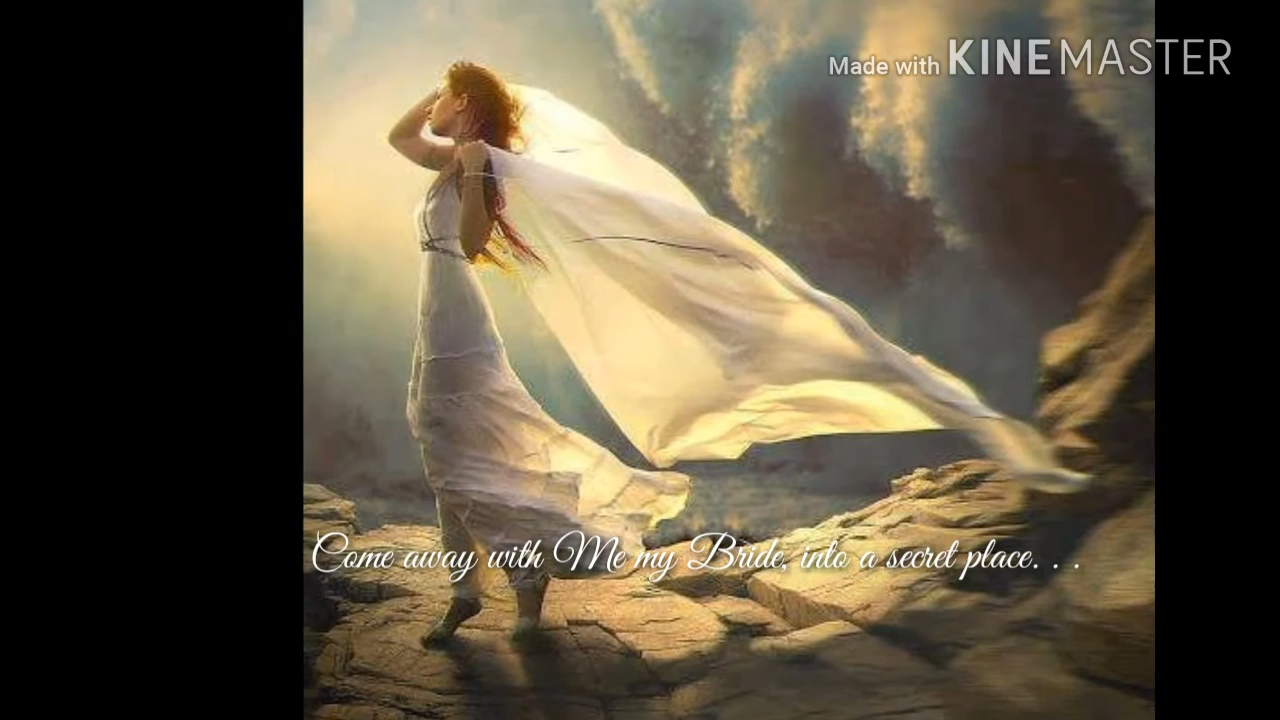 Made with KINEMASTER
Come away with Me my Bride, into a secret place. . .